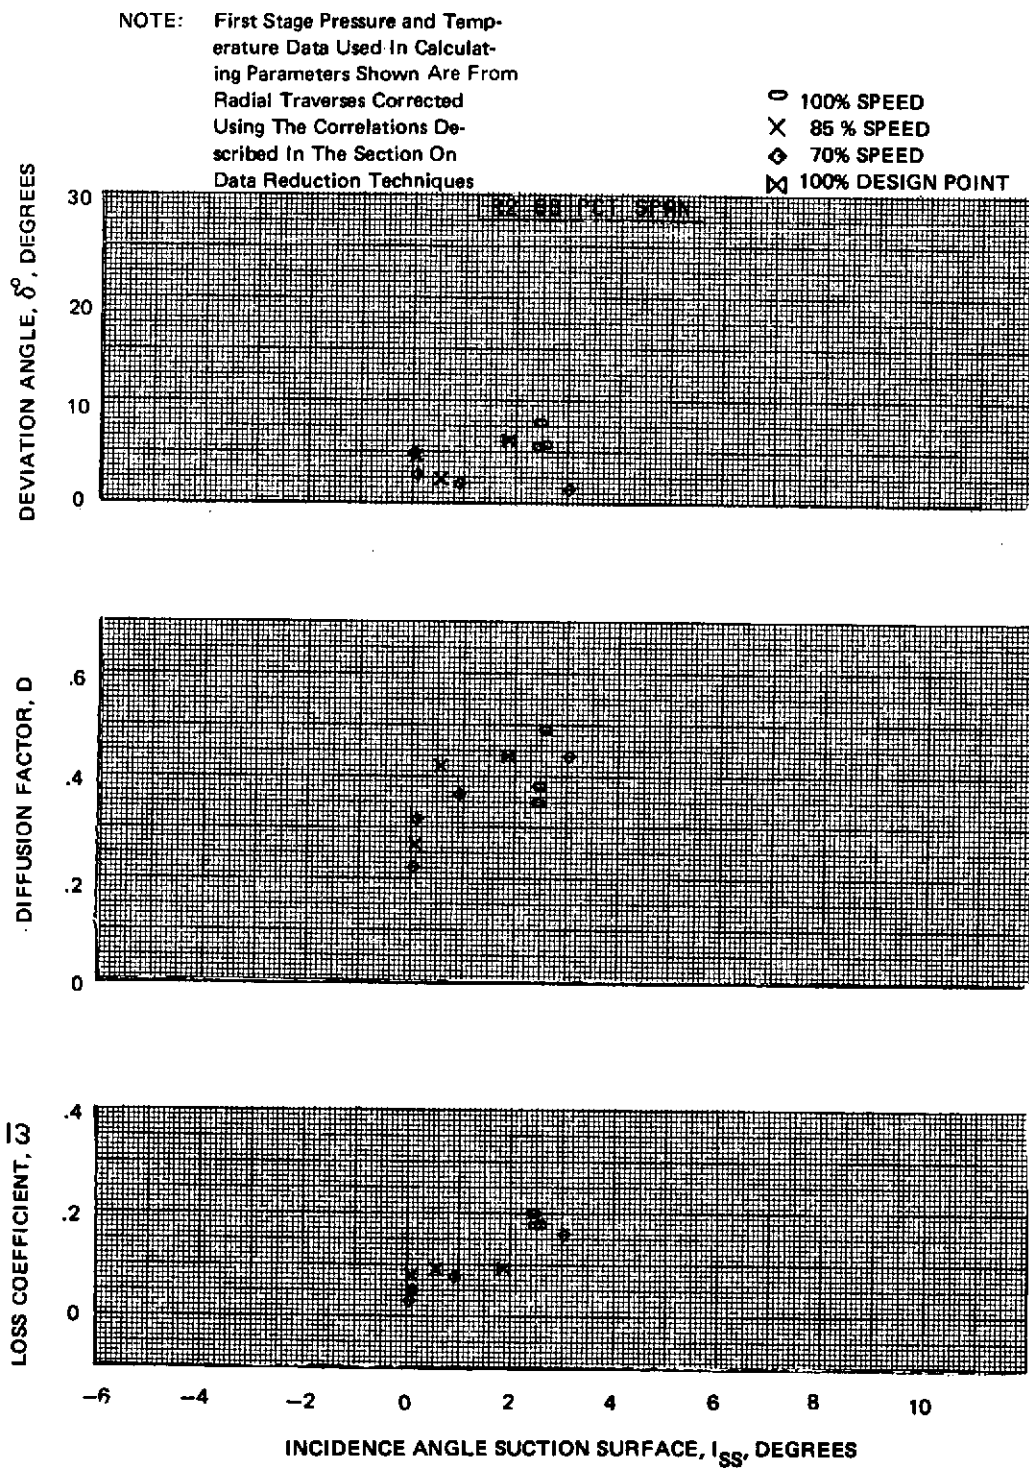 NOTE: First Stage Pressure and Temp-
erature Data Used In Calculat-
ing Parameters Shown Are From
Radial Traverses Corrected
Using The Correlations De-
scribed In The Section On
Data Reduction Techniques
100% SPEED
85 % SPEED
70% SPEED
100% DESIGN POINT
PCT SPAN
DEVIATION ANGLE, δ°, DEGREES
30
20
10
0
DIFFUSION FACTOR, D
.6
.4
.2
0
LOSS COEFFICIENT, ω̅
.4
.2
0
−6 −4 −2 0 2 4 6 8 10
INCIDENCE ANGLE SUCTION SURFACE, I_SS, DEGREES